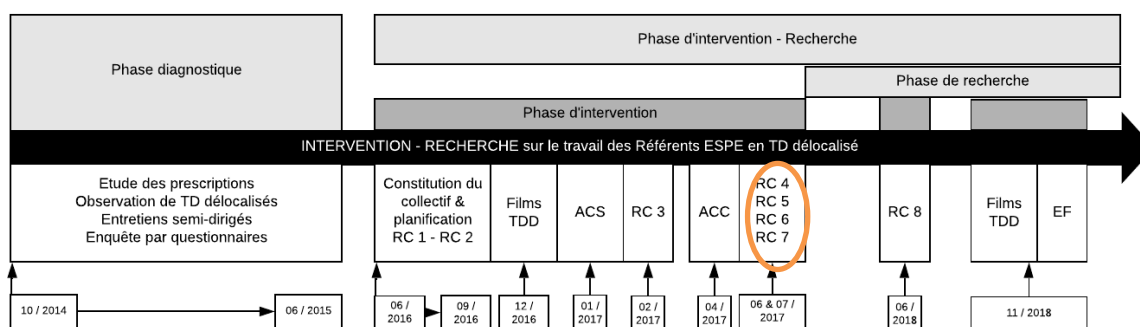 Phase d'intervention - Recherche
Phase diagnostique
Phase de recherche
Phase d'intervention
INTERVENTION - RECHERCHE sur le travail des Référents ESPE en TD délocalisé
Etude des prescriptions
Observation de TD délocalisés
Entretiens semi-dirigés
Enquête par questionnaires
Constitution du
collectif &
planification
RC 1 - RC 2
Films
TDD
ACS
RC 3
ACC
RC 4
RC 5
RC 6
RC 7
RC 8
Films
TDD
EF
10 / 2014
06 / 2015
06 /
2016
09 /
2016
12 /
2016
01 /
2017
02 /
2017
04 /
2017
06 & 07 /
2017
06 /
2018
11 / 2018